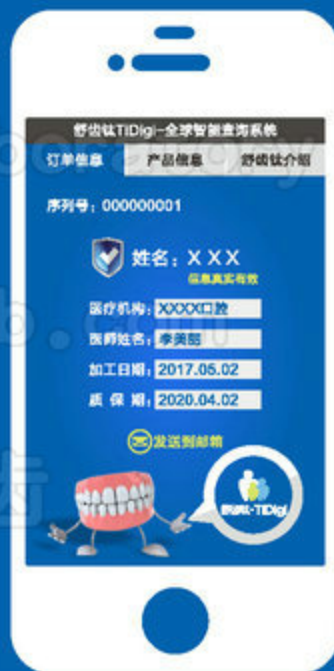 舒齿钛TiDigi-全球智能查询系统
订单信息 产品信息 舒齿钛介绍
序列号：000000001
姓名：XXX
信息真实有效
医疗机构：XXXX口腔
医师姓名：李美丽
加工日期：2017.05.02
质 保 期：2020.04.02
发送到邮箱
舒齿钛-TiDigi